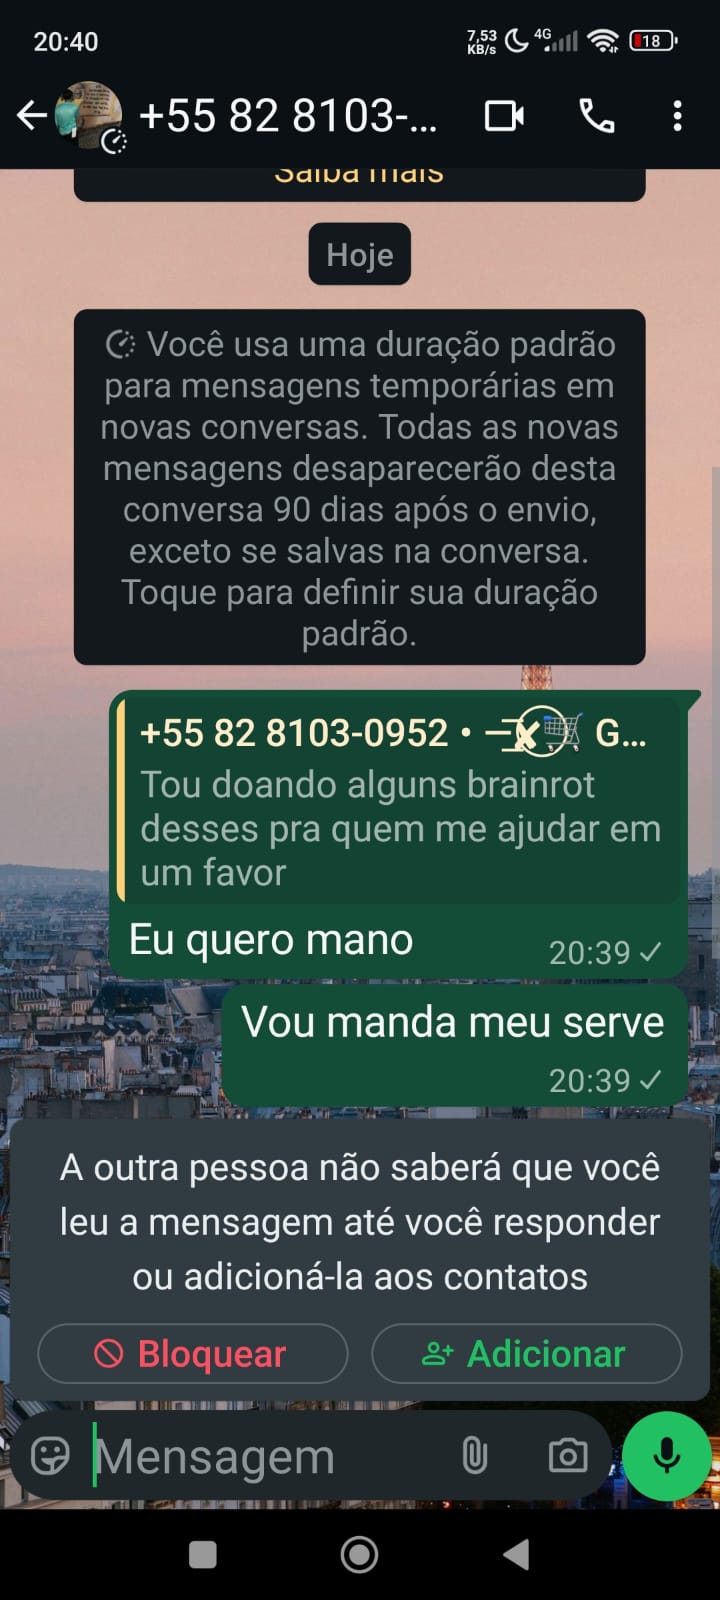 20:40
7,53
KB/s
4G
18
+55 82 8103-...
Saiba mais
Hoje
Você usa uma duração padrão
para mensagens temporárias em
novas conversas. Todas as novas
mensagens desaparecerão desta
conversa 90 dias após o envio,
exceto se salvas na conversa.
Toque para definir sua duração
padrão.
+55 82 8103-0952 • G...
Tou doando alguns brainrot
desses pra quem me ajudar em
um favor
Eu quero mano
20:39
Vou manda meu serve
20:39
A outra pessoa não saberá que você
leu a mensagem até você responder
ou adicioná-la aos contatos
Bloquear
Adicionar
Mensagem